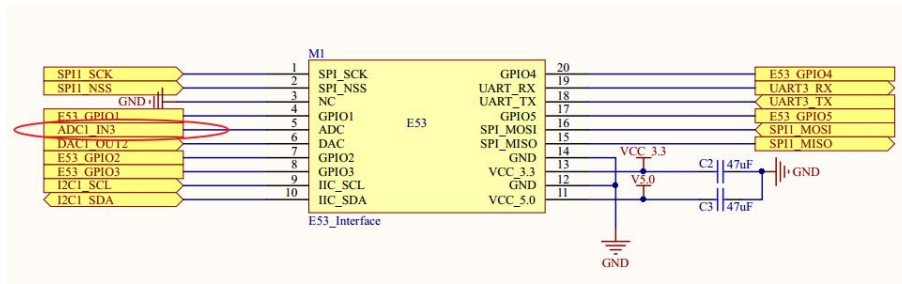 M1
SPI1_SCK 1 SPI_SCK GPIO4 20 E53_GPIO4
SPI1_NSS 2 SPI_NSS UART_RX 19 UART3_RX
GND 3 NC UART_TX 18 UART3_TX
E53_GPIO1 4 GPIO1 GPIO5 17 E53_GPIO5
ADC1_IN3 5 ADC E53 SPI_MOSI 16 SPI1_MOSI
DAC1_OUT2 6 DAC SPI_MISO 15 SPI1_MISO
E53_GPIO2 7 GPIO2 GND 14 VCC_3.3
E53_GPIO3 8 GPIO3 VCC_3.3 13 C2 47uF GND
I2C1_SCL 9 IIC_SCL GND 12 V5.0
I2C1_SDA 10 IIC_SDA VCC_5.0 11 C3 47uF
E53_Interface
GND